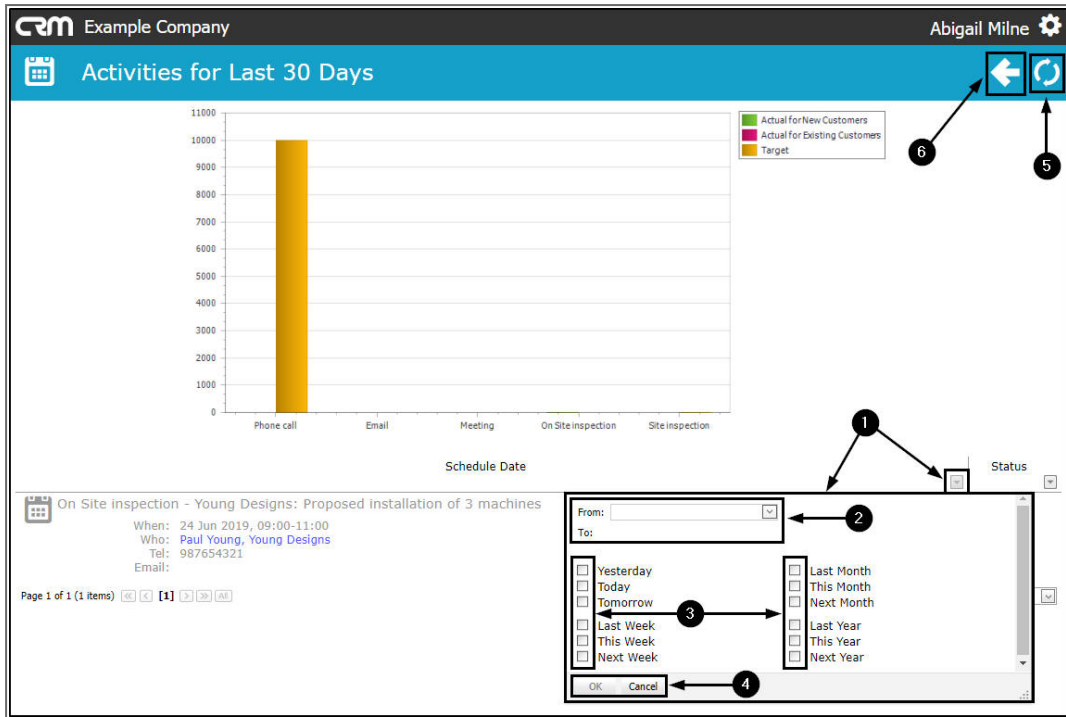 CRM Example Company
Abigail Milne
Activities for Last 30 Days
11000
10000
9000
8000
7000
6000
5000
4000
3000
2000
1000
0
Phone call Email Meeting On Site inspection Site inspection
Actual for New Customers
Actual for Existing Customers
Target
6
5
1
Schedule Date
Status
On Site inspection - Young Designs: Proposed installation of 3 machines
When: 24 Jun 2019, 09:00-11:00
Who: Paul Young, Young Designs
Tel: 987654321
Email:
Page 1 of 1 (1 items) [1] All
From:
To:
2
Yesterday
Today
Tomorrow
Last Week
This Week
Next Week
3
Last Month
This Month
Next Month
Last Year
This Year
Next Year
OK Cancel
4